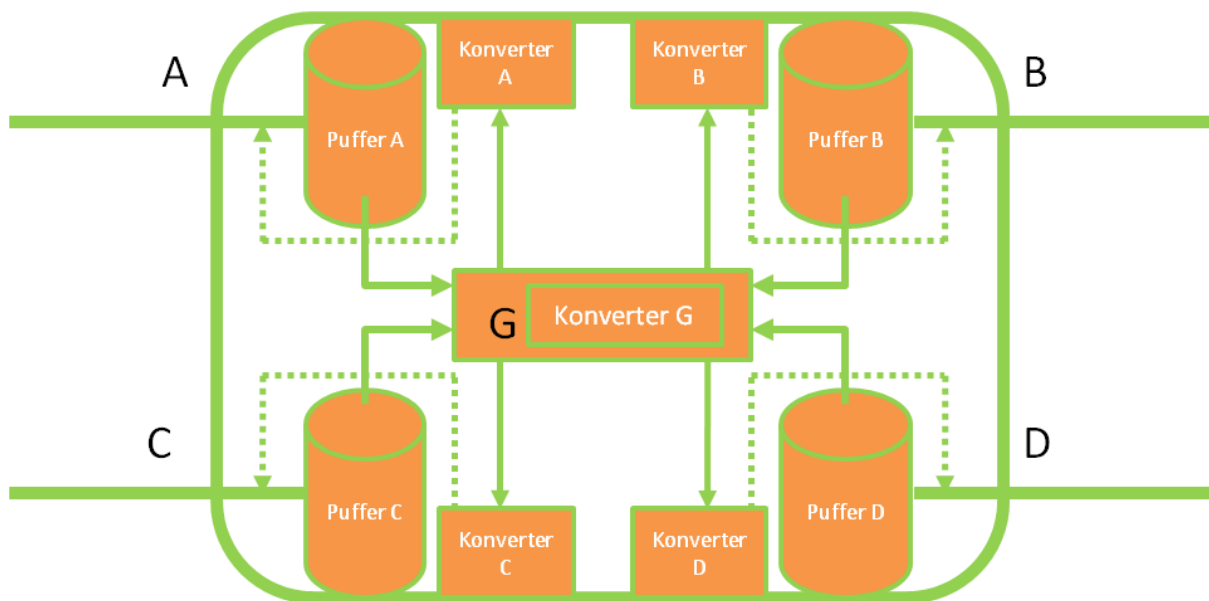 A
Puffer A
Konverter
A
Konverter
B
Puffer B
B
G
Konverter G
C
Puffer C
Konverter
C
Konverter
D
Puffer D
D